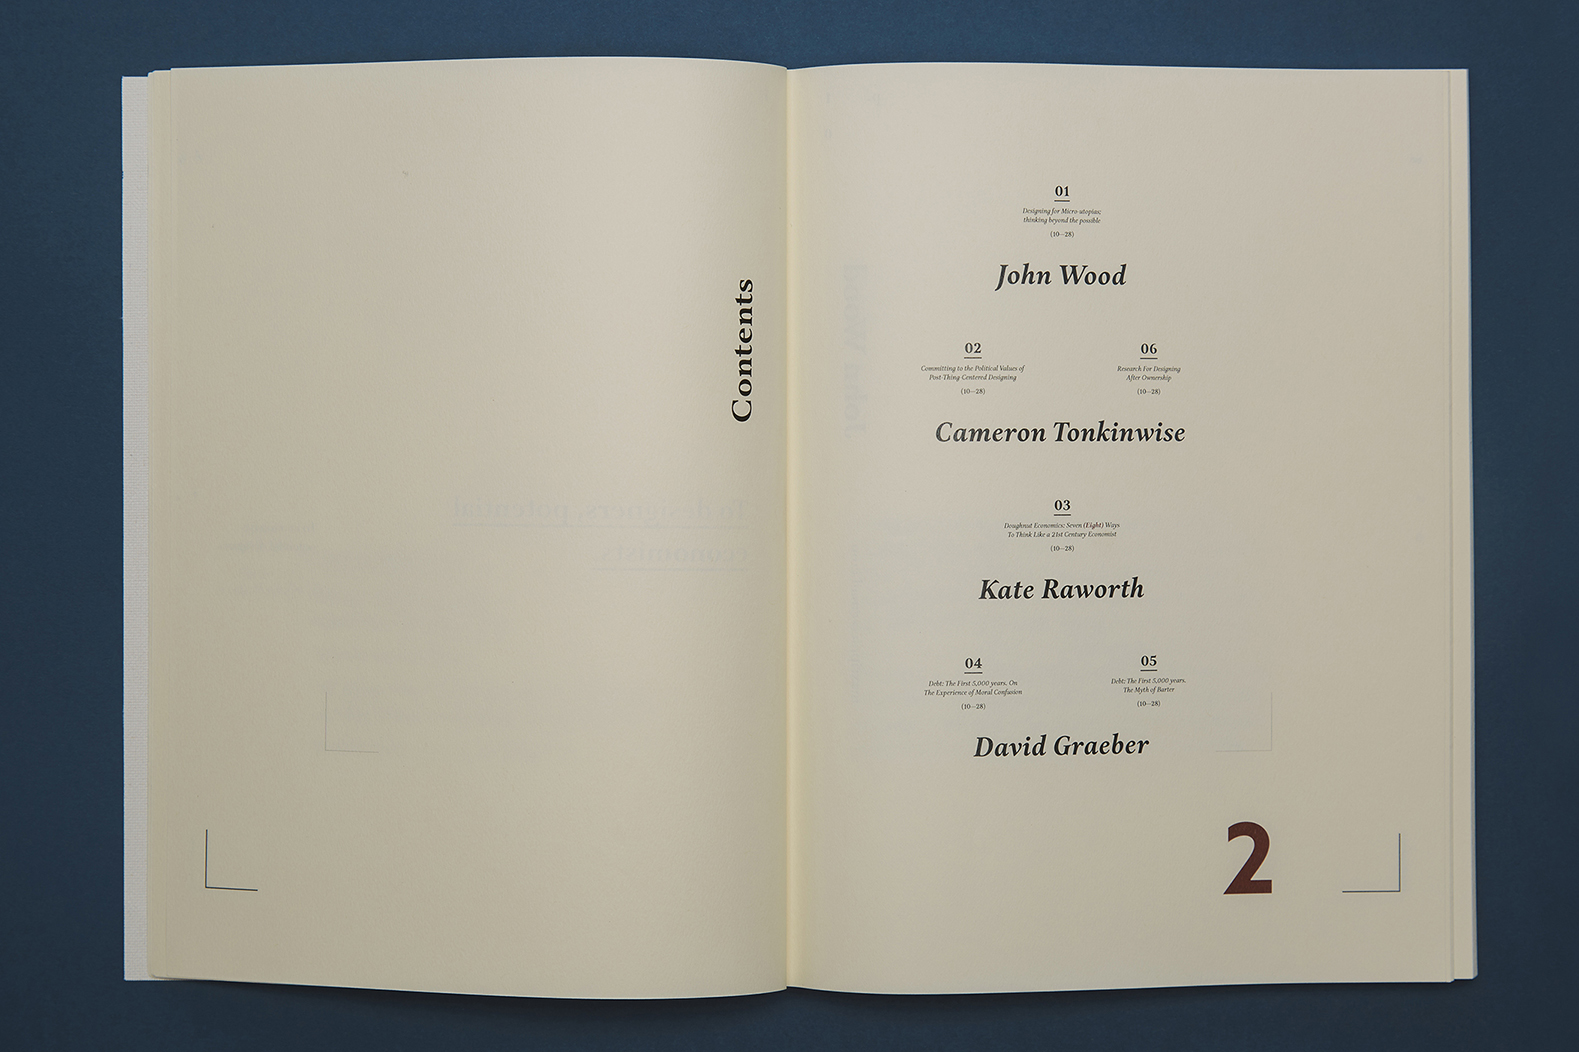 Contents
01
Designing for Micro-utopias;
thinking beyond the possible
(10—28)
John Wood
02
Committing to the Political Values of
Post-Thing Centered Designing
(10—28)
06
Research For Designing
After Ownership
(10—28)
Cameron Tonkinwise
03
Doughnut Economics: Seven (Eight) Ways
To Think Like a 21st Century Economist
(10—28)
Kate Raworth
04
Debt: The First 5,000 years. On
The Experience of Moral Confusion
(10—28)
05
Debt: The First 5,000 years.
The Myth of Barter
(10—28)
David Graeber
2